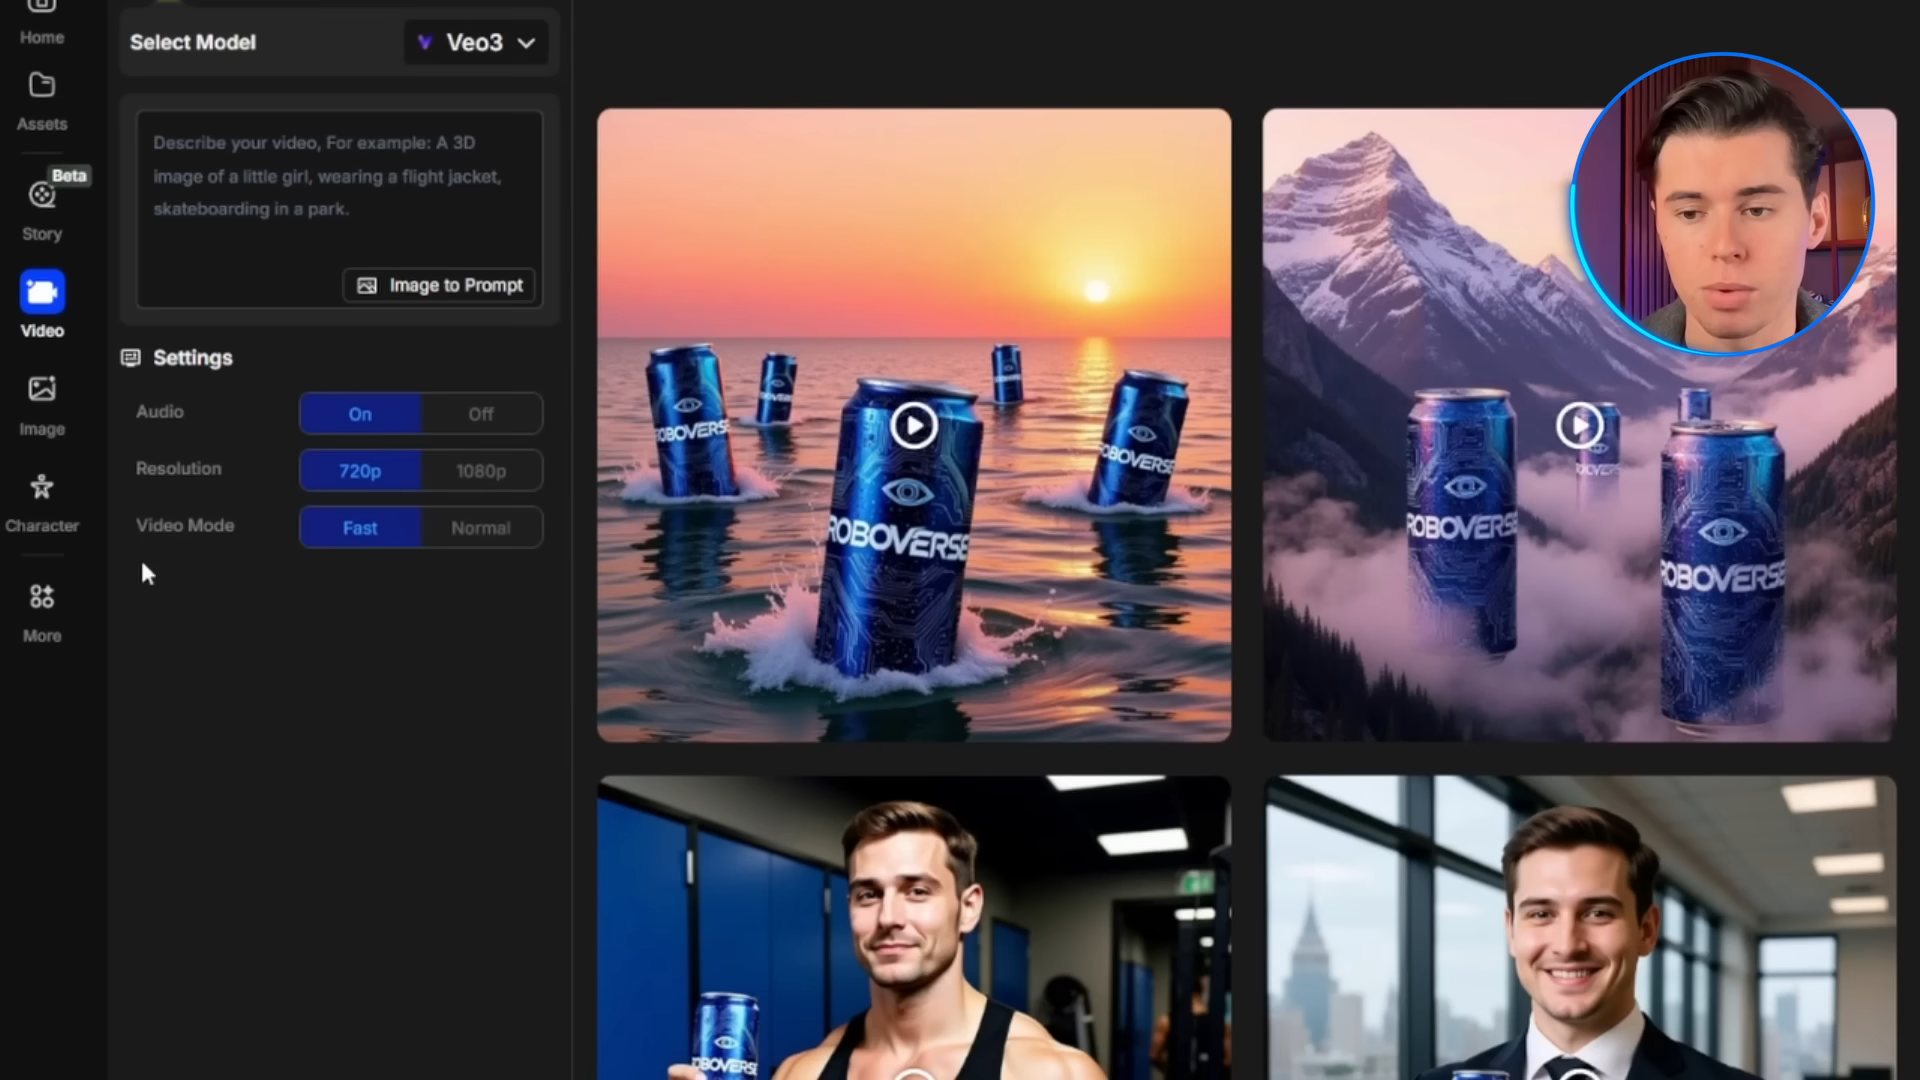 Home
Assets
Beta
Story
Video
Image
Character
More
Select Model
Veo3
Describe your video, For example: A 3D
image of a little girl, wearing a flight jacket,
skateboarding in a park.
Image to Prompt
Settings
Audio
On
Off
Resolution
720p
1080p
Video Mode
Fast
Normal
ROBOVERSE
ROBOVERSE
ROBOVERSE
ROBOVERSE
ROBOVERSE
ROBOVERSE